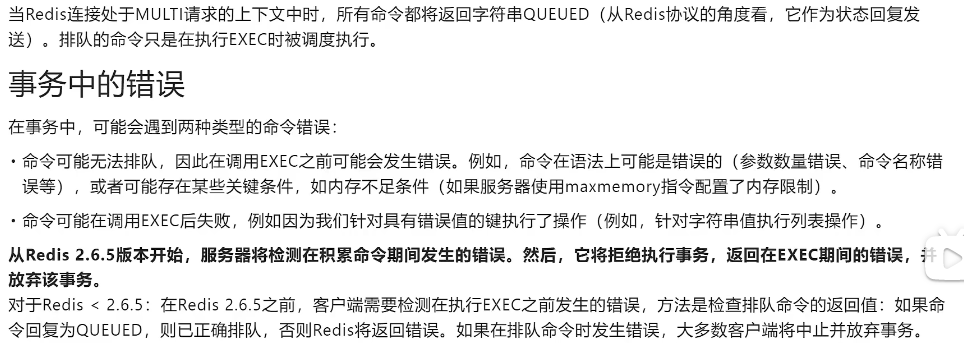 当Redis连接处于MULTI请求的上下文中时，所有命令都将返回字符串QUEUED（从Redis协议的角度看，它作为状态回复发
送）。排队的命令只是在执行EXEC时被调度执行。
事务中的错误
在事务中，可能会遇到两种类型的命令错误：
• 命令可能无法排队，因此在调用EXEC之前可能会发生错误。例如，命令在语法上可能是错误的（参数数量错误、命令名称错
误等），或者可能存在某些关键条件，如内存不足条件（如果服务器使用maxmemory指令配置了内存限制）。
• 命令可能在调用EXEC后失败，例如因为我们针对具有错误值的键执行了操作（例如，针对字符串值执行列表操作）。
从Redis 2.6.5版本开始，服务器将检测在积累命令期间发生的错误。然后，它将拒绝执行事务，返回在EXEC期间的错误，并
放弃该事务。
对于Redis < 2.6.5：在Redis 2.6.5之前，客户端需要检测在执行EXEC之前发生的错误，方法是检查排队命令的返回值：如果命
令回复为QUEUED，则已正确排队，否则Redis将返回错误。如果在排队命令时发生错误，大多数客户端将中止并放弃事务。